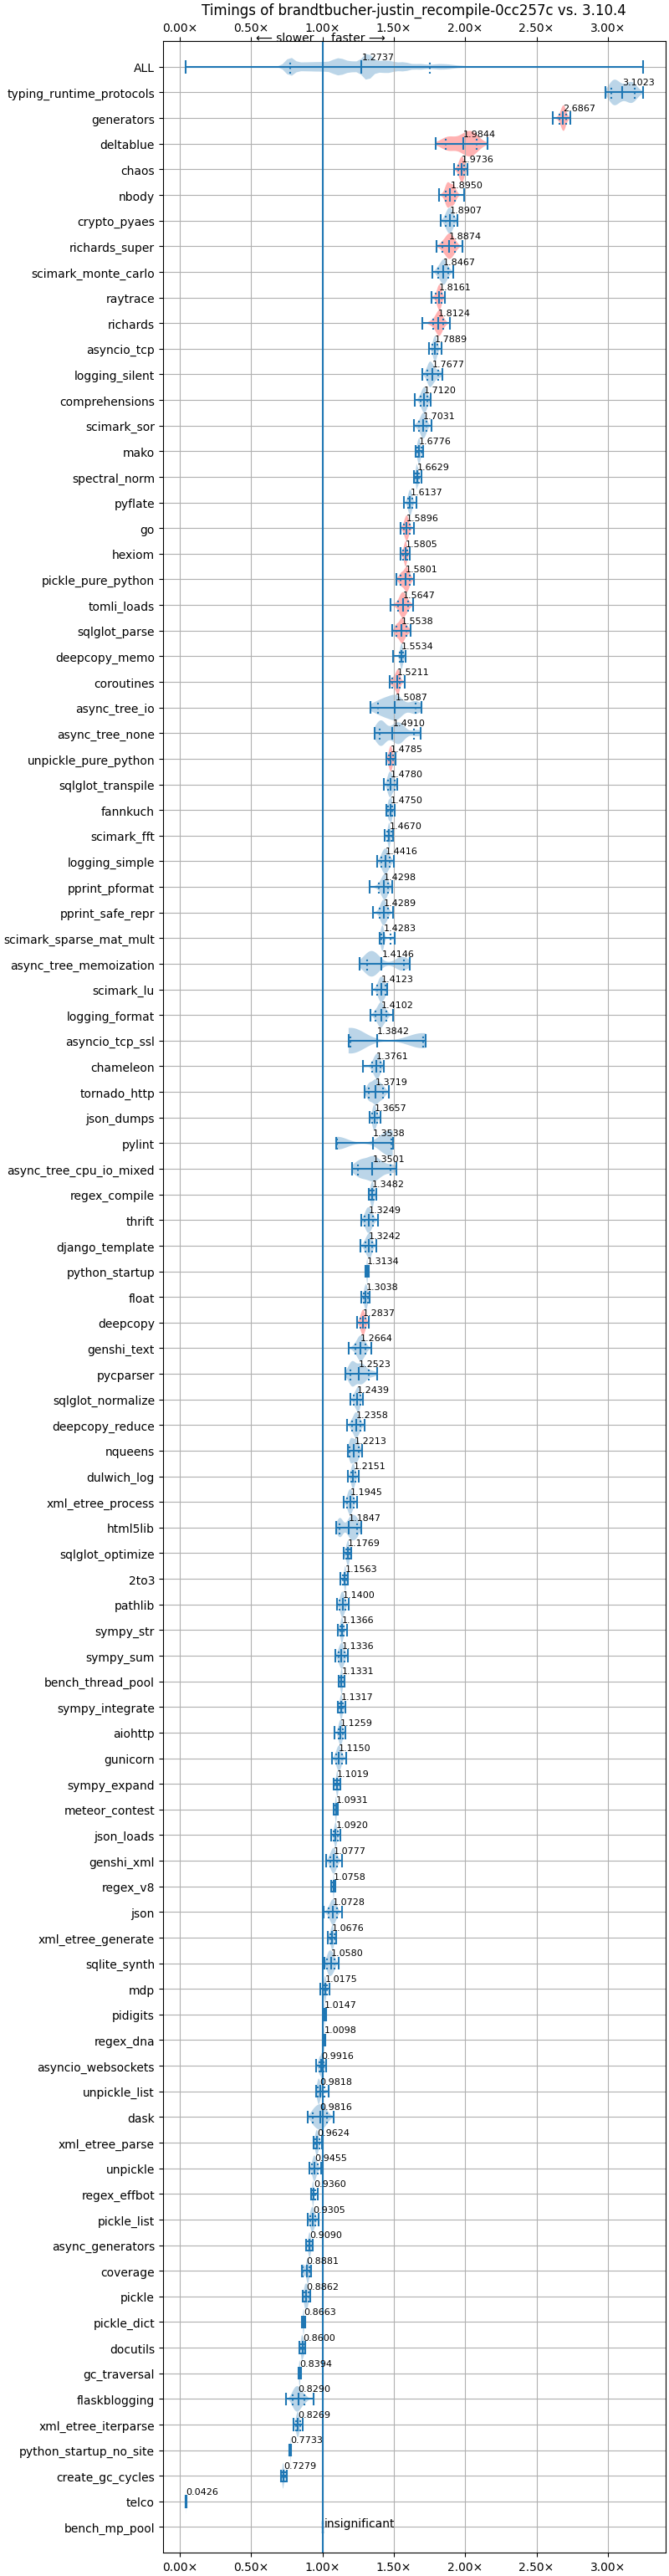 Timings of brandtbucher-justin_recompile-0cc257c vs. 3.10.4
0.00× 0.50× 1.00× 1.50× 2.00× 2.50× 3.00×
⟵ slower faster ⟶
ALL 1.2737
typing_runtime_protocols 3.1023
generators 2.6867
deltablue 1.9844
chaos 1.9736
nbody 1.8950
crypto_pyaes 1.8907
richards_super 1.8874
scimark_monte_carlo 1.8467
raytrace 1.8161
richards 1.8124
asyncio_tcp 1.7889
logging_silent 1.7677
comprehensions 1.7120
scimark_sor 1.7031
mako 1.6776
spectral_norm 1.6629
pyflate 1.6137
go 1.5896
hexiom 1.5805
pickle_pure_python 1.5801
tomli_loads 1.5647
sqlglot_parse 1.5538
deepcopy_memo 1.5534
coroutines 1.5211
async_tree_io 1.5087
async_tree_none 1.4910
unpickle_pure_python 1.4785
sqlglot_transpile 1.4780
fannkuch 1.4750
scimark_fft 1.4670
logging_simple 1.4416
pprint_pformat 1.4298
pprint_safe_repr 1.4289
scimark_sparse_mat_mult 1.4283
async_tree_memoization 1.4146
scimark_lu 1.4123
logging_format 1.4102
asyncio_tcp_ssl 1.3842
chameleon 1.3761
tornado_http 1.3719
json_dumps 1.3657
pylint 1.3538
async_tree_cpu_io_mixed 1.3501
regex_compile 1.3482
thrift 1.3249
django_template 1.3242
python_startup 1.3134
float 1.3038
deepcopy 1.2837
genshi_text 1.2664
pycparser 1.2523
sqlglot_normalize 1.2439
deepcopy_reduce 1.2358
nqueens 1.2213
dulwich_log 1.2151
xml_etree_process 1.1945
html5lib 1.1847
sqlglot_optimize 1.1769
2to3 1.1563
pathlib 1.1400
sympy_str 1.1366
sympy_sum 1.1336
bench_thread_pool 1.1331
sympy_integrate 1.1317
aiohttp 1.1259
gunicorn 1.1150
sympy_expand 1.1019
meteor_contest 1.0931
json_loads 1.0920
genshi_xml 1.0777
regex_v8 1.0758
json 1.0728
xml_etree_generate 1.0676
sqlite_synth 1.0580
mdp 1.0175
pidigits 1.0147
regex_dna 1.0098
asyncio_websockets 0.9916
unpickle_list 0.9818
dask 0.9816
xml_etree_parse 0.9624
unpickle 0.9455
regex_effbot 0.9360
pickle_list 0.9305
async_generators 0.9090
coverage 0.8881
pickle 0.8862
pickle_dict 0.8663
docutils 0.8600
gc_traversal 0.8394
flaskblogging 0.8290
xml_etree_iterparse 0.8269
python_startup_no_site 0.7733
create_gc_cycles 0.7279
telco 0.0426
bench_mp_pool insignificant
0.00× 0.50× 1.00× 1.50× 2.00× 2.50× 3.00×